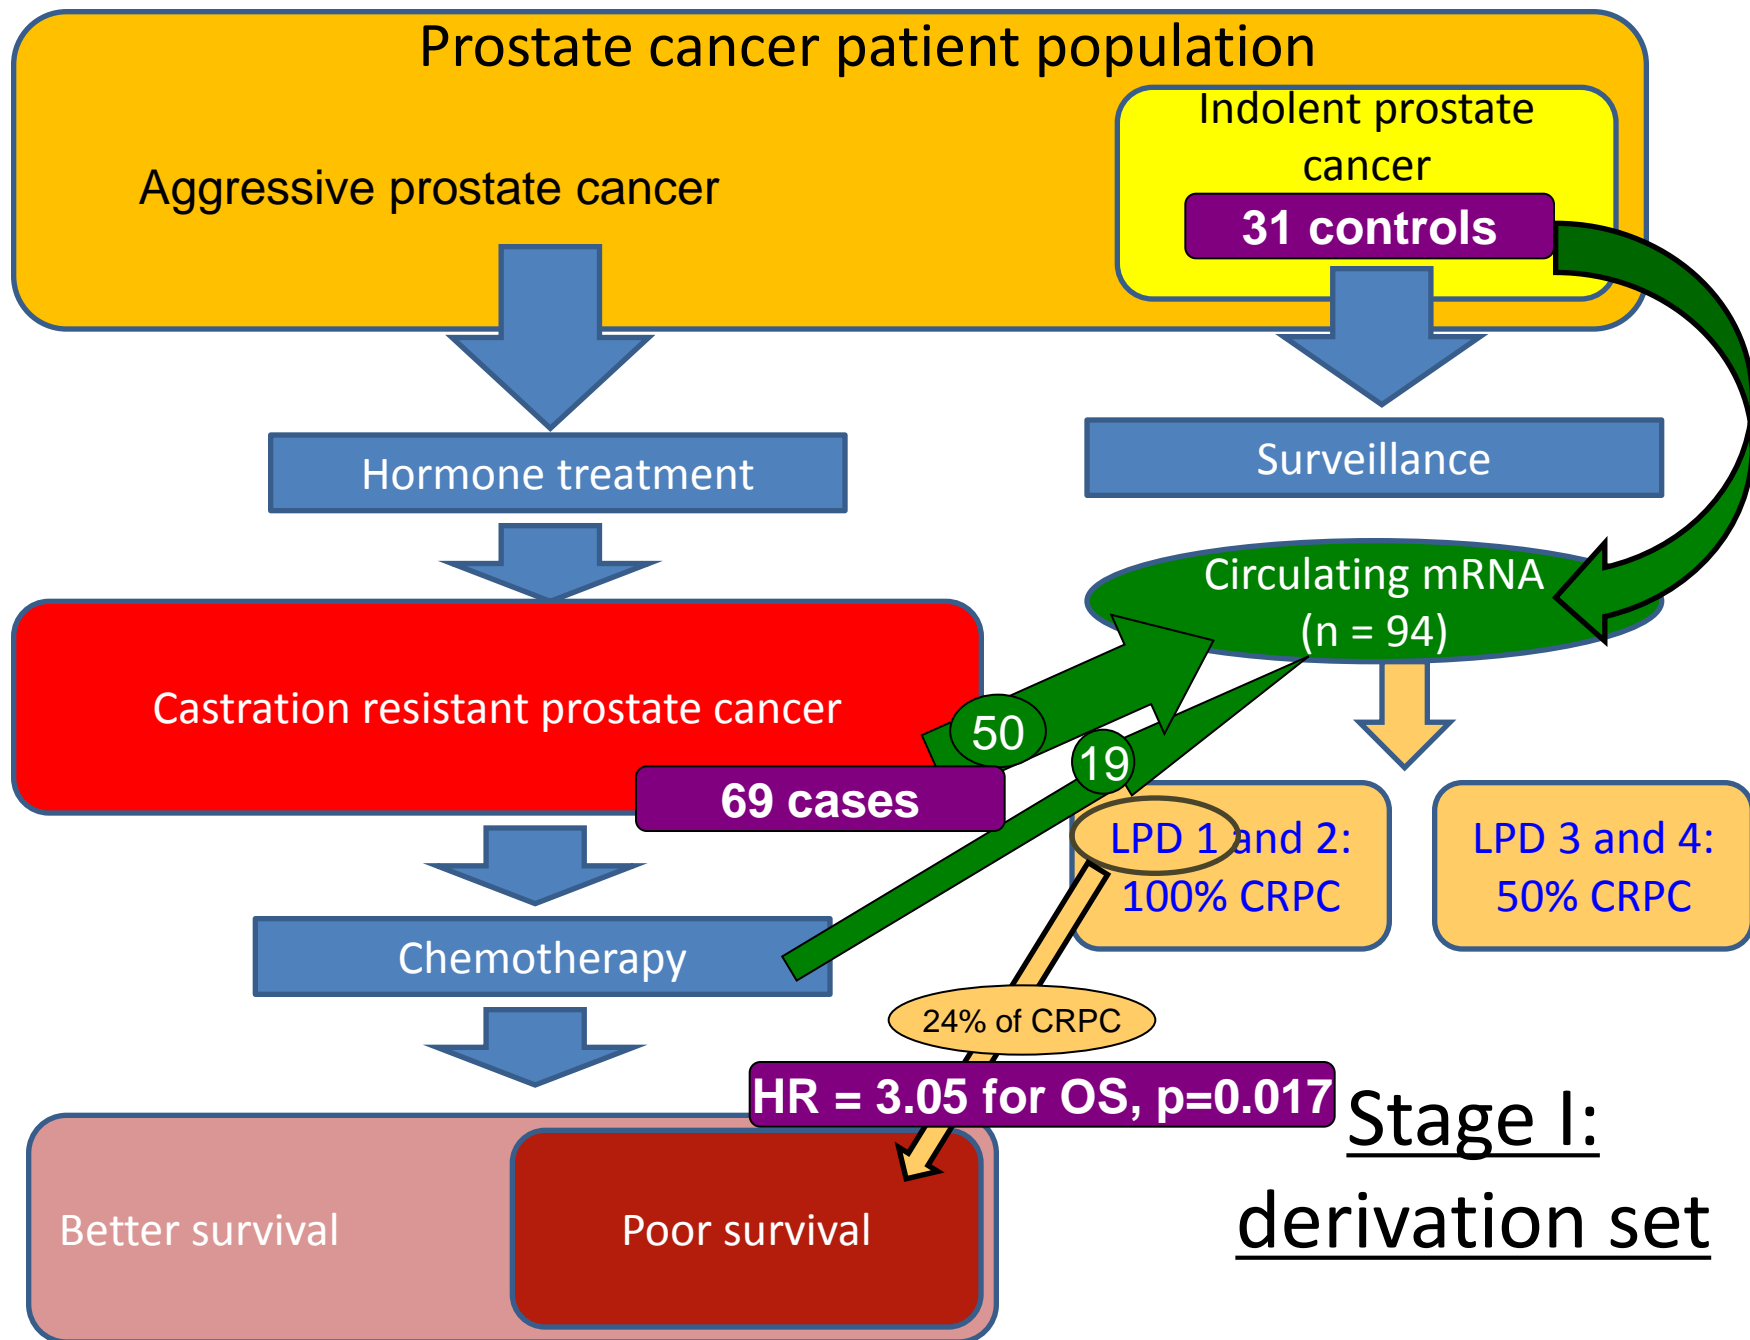 Prostate cancer patient population
Indolent prostate
cancer
Aggressive prostate cancer
31 controls
Hormone treatment
Surveillance
Circulating mRNA
(n = 94)
Castration resistant prostate cancer
50
19
69 cases
LPD 1 and 2:
100% CRPC
LPD 3 and 4:
50% CRPC
Chemotherapy
24% of CRPC
HR = 3.05 for OS, p=0.017
Stage I:
derivation set
Better survival
Poor survival